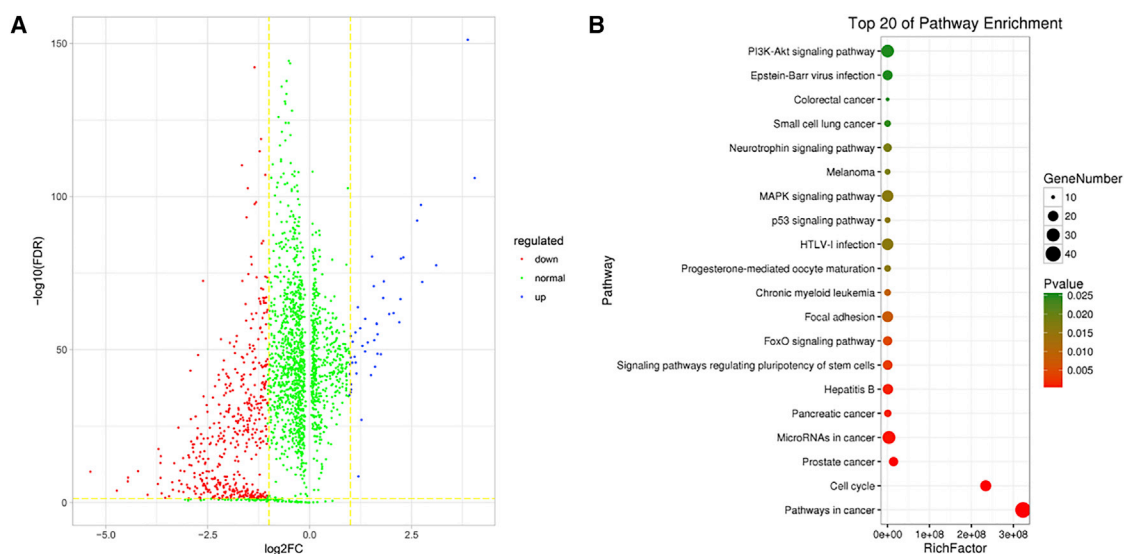 A
150
100
50
0
-5.0
-2.5
0.0
2.5
−log10(FDR)
log2FC
regulated
down
normal
up
B
Top 20 of Pathway Enrichment
PI3K-Akt signaling pathway
Epstein-Barr virus infection
Colorectal cancer
Small cell lung cancer
Neurotrophin signaling pathway
Melanoma
MAPK signaling pathway
p53 signaling pathway
HTLV-I infection
Progesterone-mediated oocyte maturation
Chronic myeloid leukemia
Focal adhesion
FoxO signaling pathway
Signaling pathways regulating pluripotency of stem cells
Hepatitis B
Pancreatic cancer
MicroRNAs in cancer
Prostate cancer
Cell cycle
Pathways in cancer
Pathway
0e+00
1e+08
2e+08
3e+08
RichFactor
GeneNumber
10
20
30
40
Pvalue
0.025
0.020
0.015
0.010
0.005